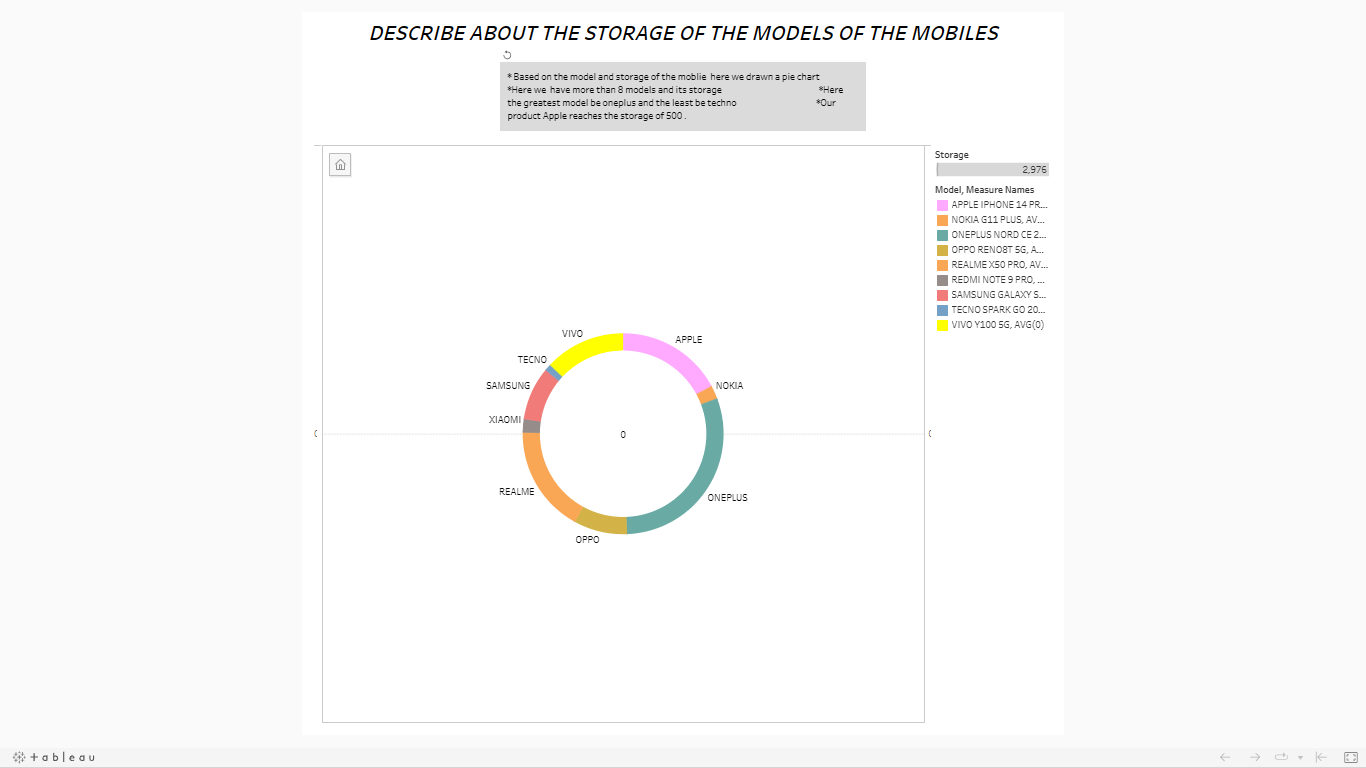 DESCRIBE ABOUT THE STORAGE OF THE MODELS OF THE MOBILES
*Based on the model and storage of the moblie here we drawn a pie chart
*Here we have more than 8 models and its storage *Here
the greatest model be oneplus and the least be techno *Our
product Apple reaches the storage of 500 .
Storage
2,976
Model, Measure Names
APPLE IPHONE 14 PR...
NOKIA G11 PLUS, AV...
ONEPLUS NORD CE 2...
OPPO RENO8T 5G, A...
REALME X50 PRO, AV...
REDMI NOTE 9 PRO, ...
SAMSUNG GALAXY S...
TECNO SPARK GO 20...
VIVO Y100 5G, AVG(0)
VIVO
APPLE
TECNO
SAMSUNG
NOKIA
XIAOMI
0
REALME
ONEPLUS
OPPO
+ a b l e a u